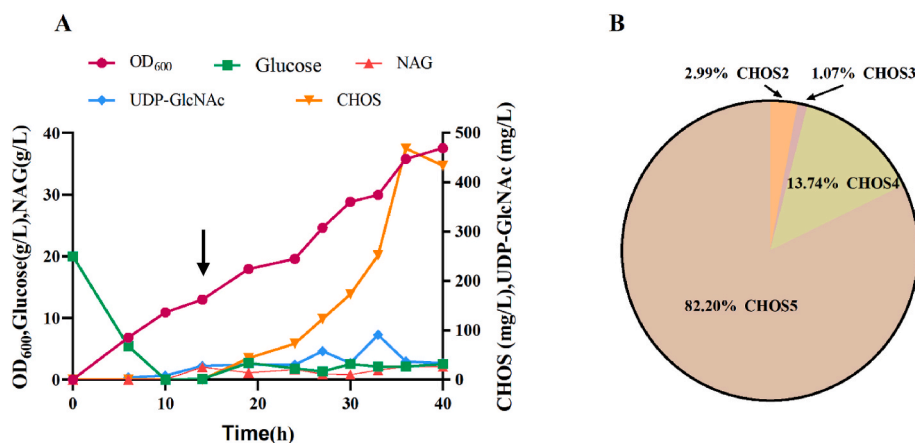 A
OD600 Glucose NAG
UDP-GlcNAc CHOS
OD600,Glucose(g/L),NAG(g/L)
40
30
20
10
0
0 10 20 30 40
Time(h)
500
400
300
200
100
0
CHOS (mg/L),UDP-GlcNAc (mg/L)
B
2.99% CHOS2 1.07% CHOS3
13.74% CHOS4
82.20% CHOS5